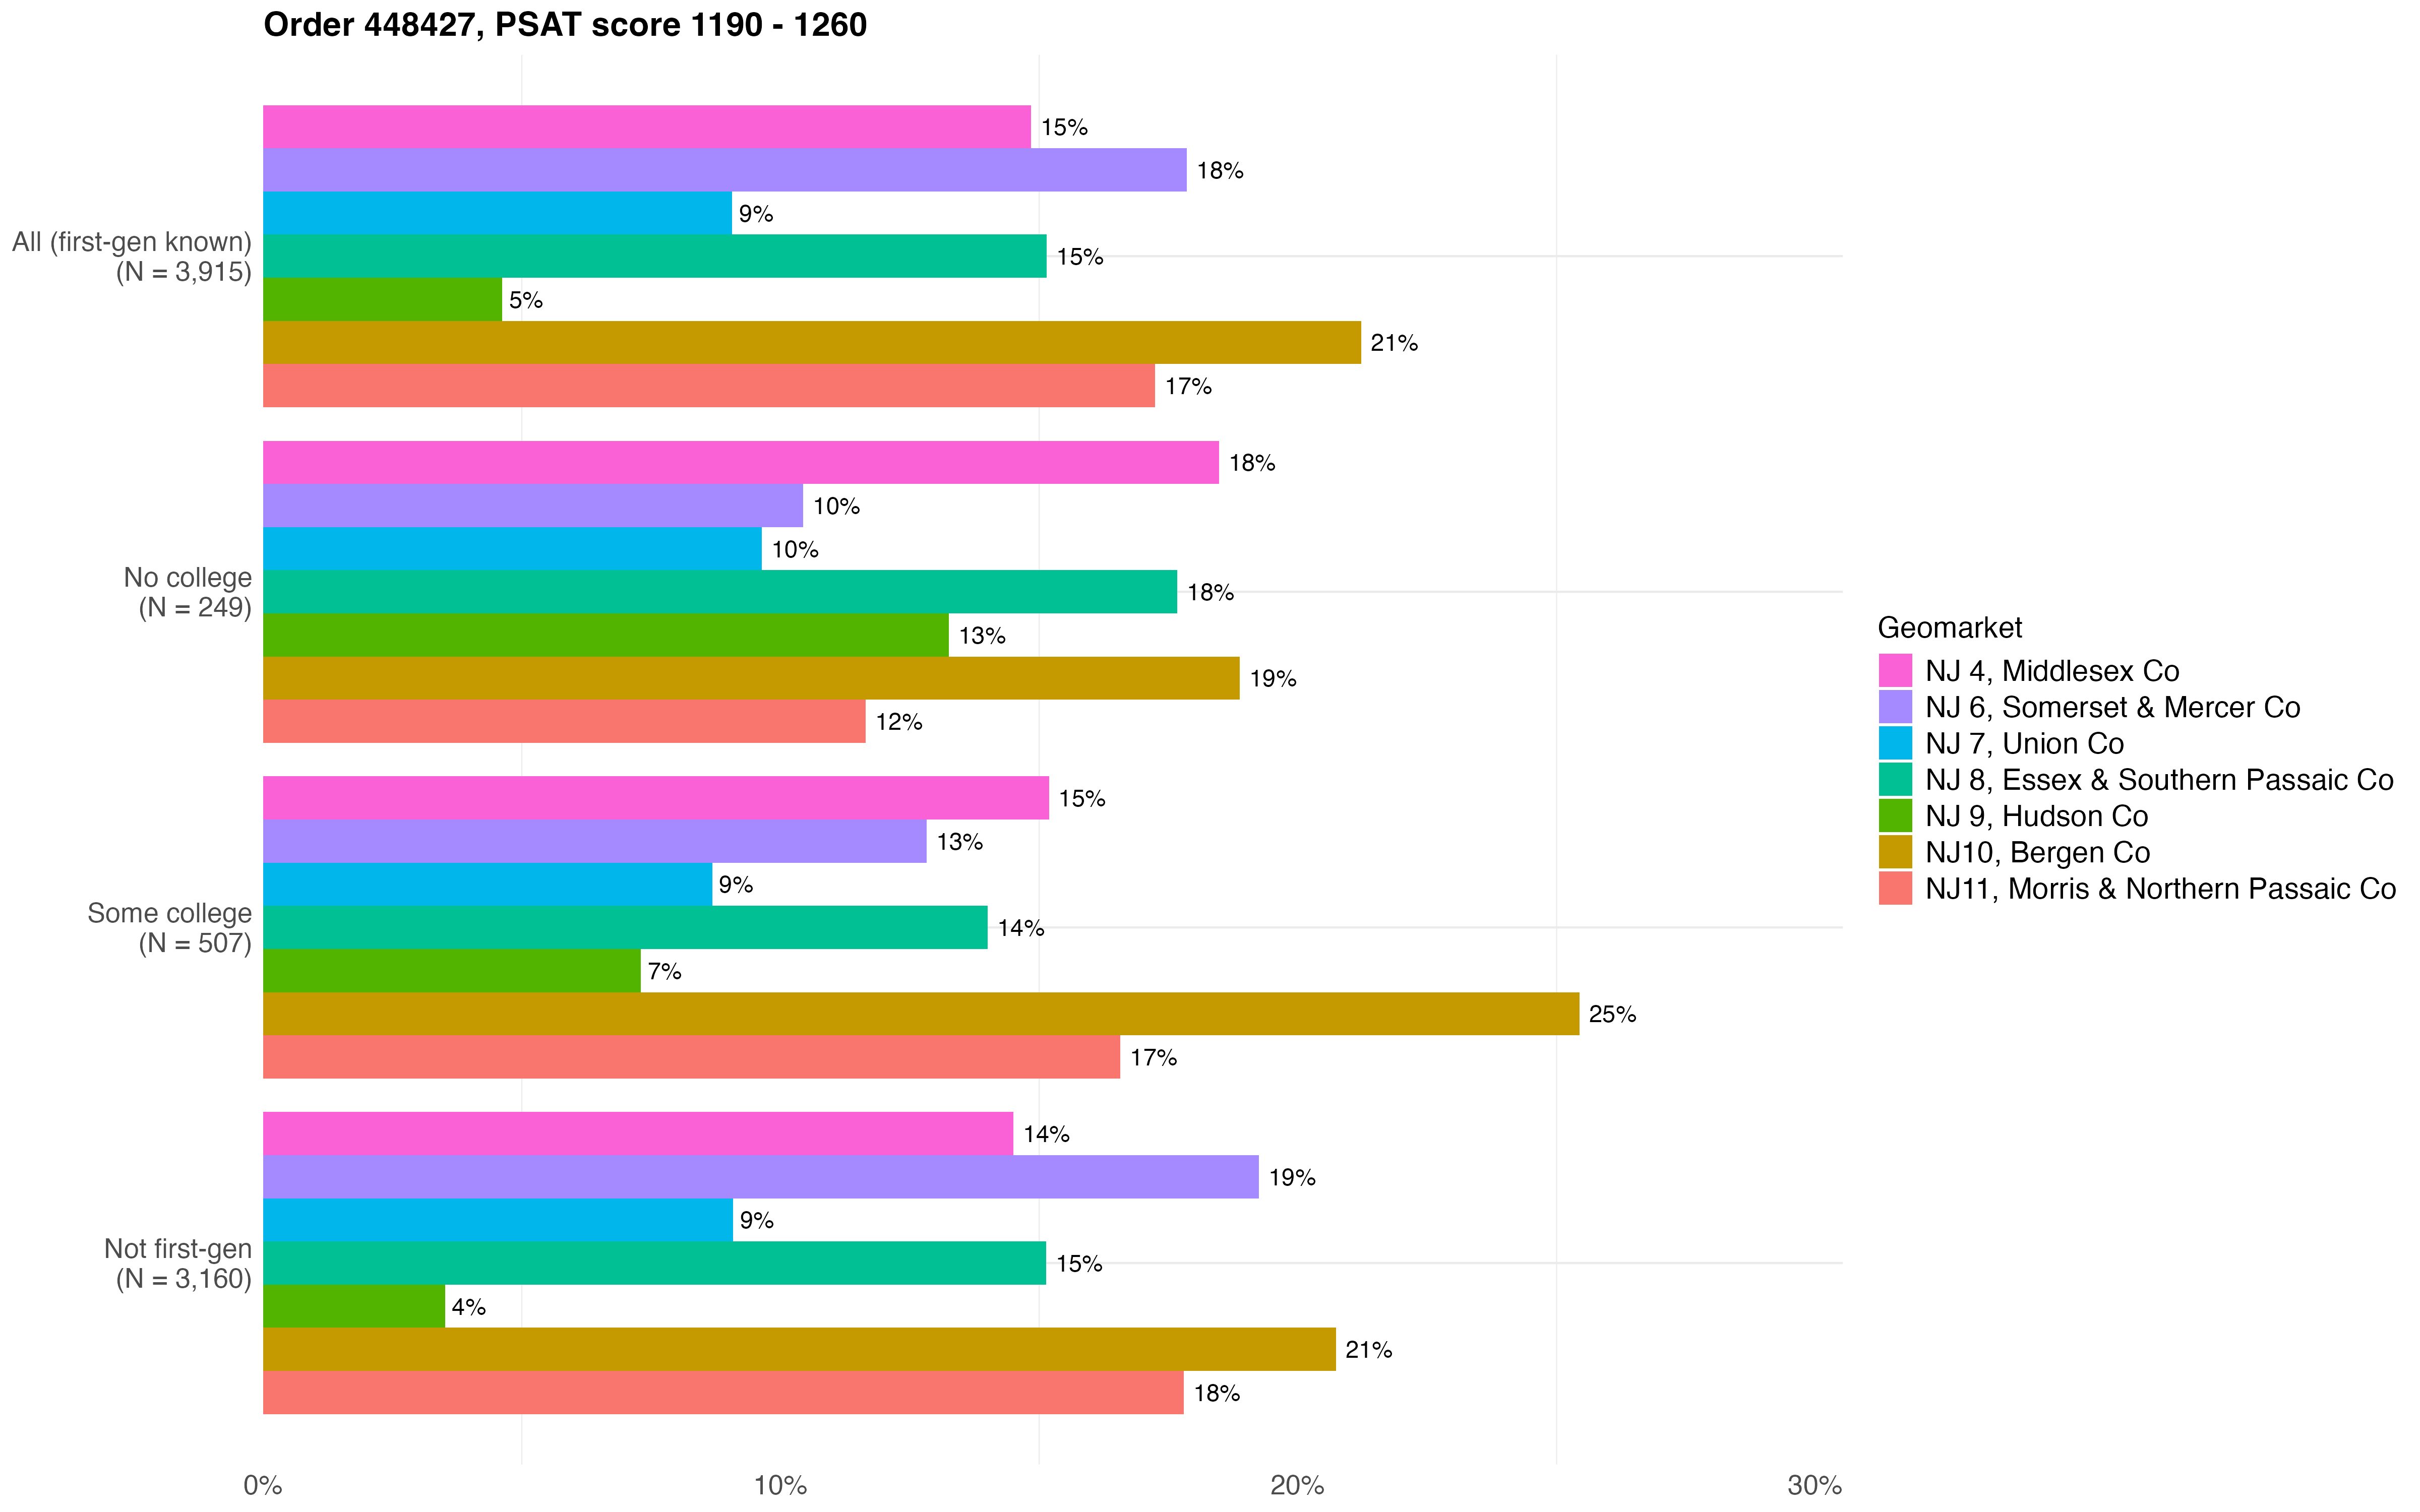 Order 448427, PSAT score 1190 - 1260
All (first-gen known)
(N = 3,915)
15%
18%
9%
15%
5%
21%
17%
No college
(N = 249)
18%
10%
10%
18%
13%
19%
12%
Some college
(N = 507)
15%
13%
9%
14%
7%
25%
17%
Not first-gen
(N = 3,160)
14%
19%
9%
15%
4%
21%
18%
0%
10%
20%
30%
Geomarket
NJ 4, Middlesex Co
NJ 6, Somerset & Mercer Co
NJ 7, Union Co
NJ 8, Essex & Southern Passaic Co
NJ 9, Hudson Co
NJ10, Bergen Co
NJ11, Morris & Northern Passaic Co